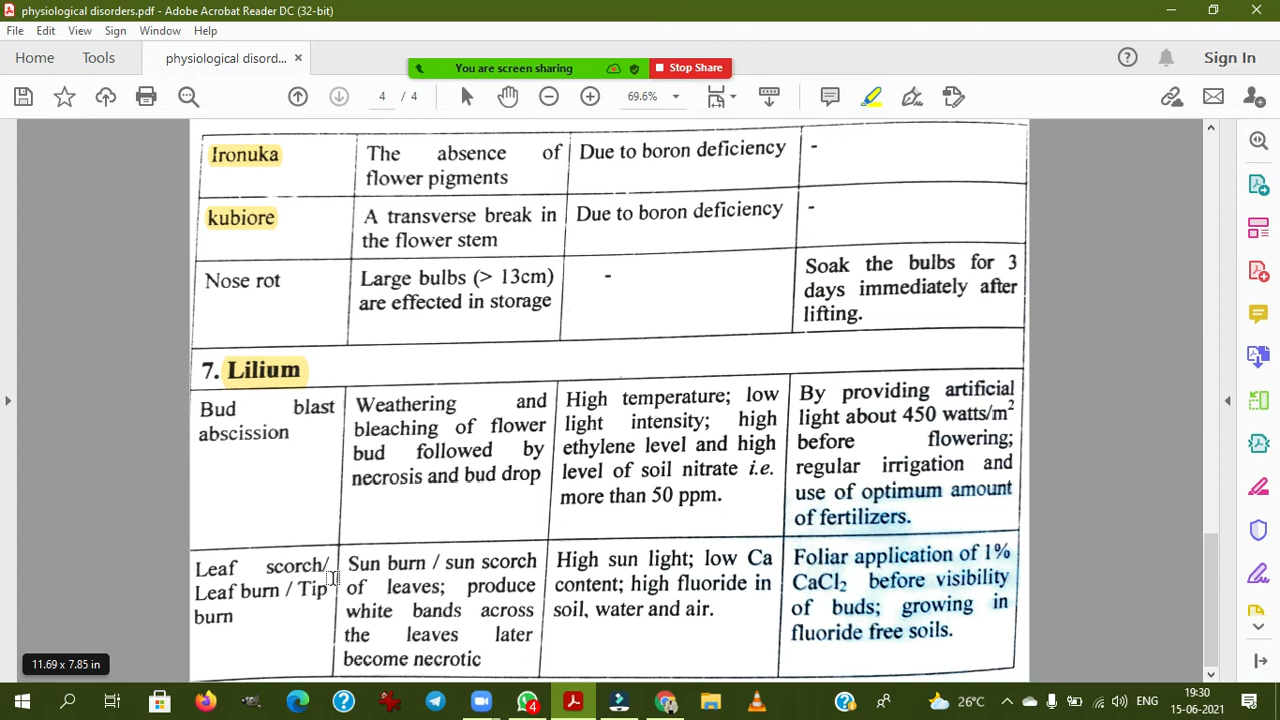 physiological disorders.pdf - Adobe Acrobat Reader DC (32-bit)
File Edit View Sign Window Help
Home Tools physiological disord... × Sign In
You are screen sharing Stop Share
4 / 4 69.6%
Ironuka
The absence of
flower pigments
Due to boron deficiency
-
kubiore
A transverse break in
the flower stem
Due to boron deficiency
-
Nose rot
Large bulbs (> 13cm)
are effected in storage
-
Soak the bulbs for 3
days immediately after
lifting.
7. Lilium
Bud blast
abscission
Weathering and
bleaching of flower
bud followed by
necrosis and bud drop
High temperature; low
light intensity; high
ethylene level and high
level of soil nitrate i.e.
more than 50 ppm.
By providing artificial
light about 450 watts/m²
before flowering;
regular irrigation and
use of optimum amount
of fertilizers.
Leaf scorch/
Leaf burn / Tip
burn
Sun burn / sun scorch
of leaves; produce
white bands across
the leaves later
become necrotic
High sun light; low Ca
content; high fluoride in
soil, water and air.
Foliar application of 1%
CaCl₂ before visibility
of buds; growing in
fluoride free soils.
11.69 x 7.85 in
4
26°C ENG
19:30
15-06-2021